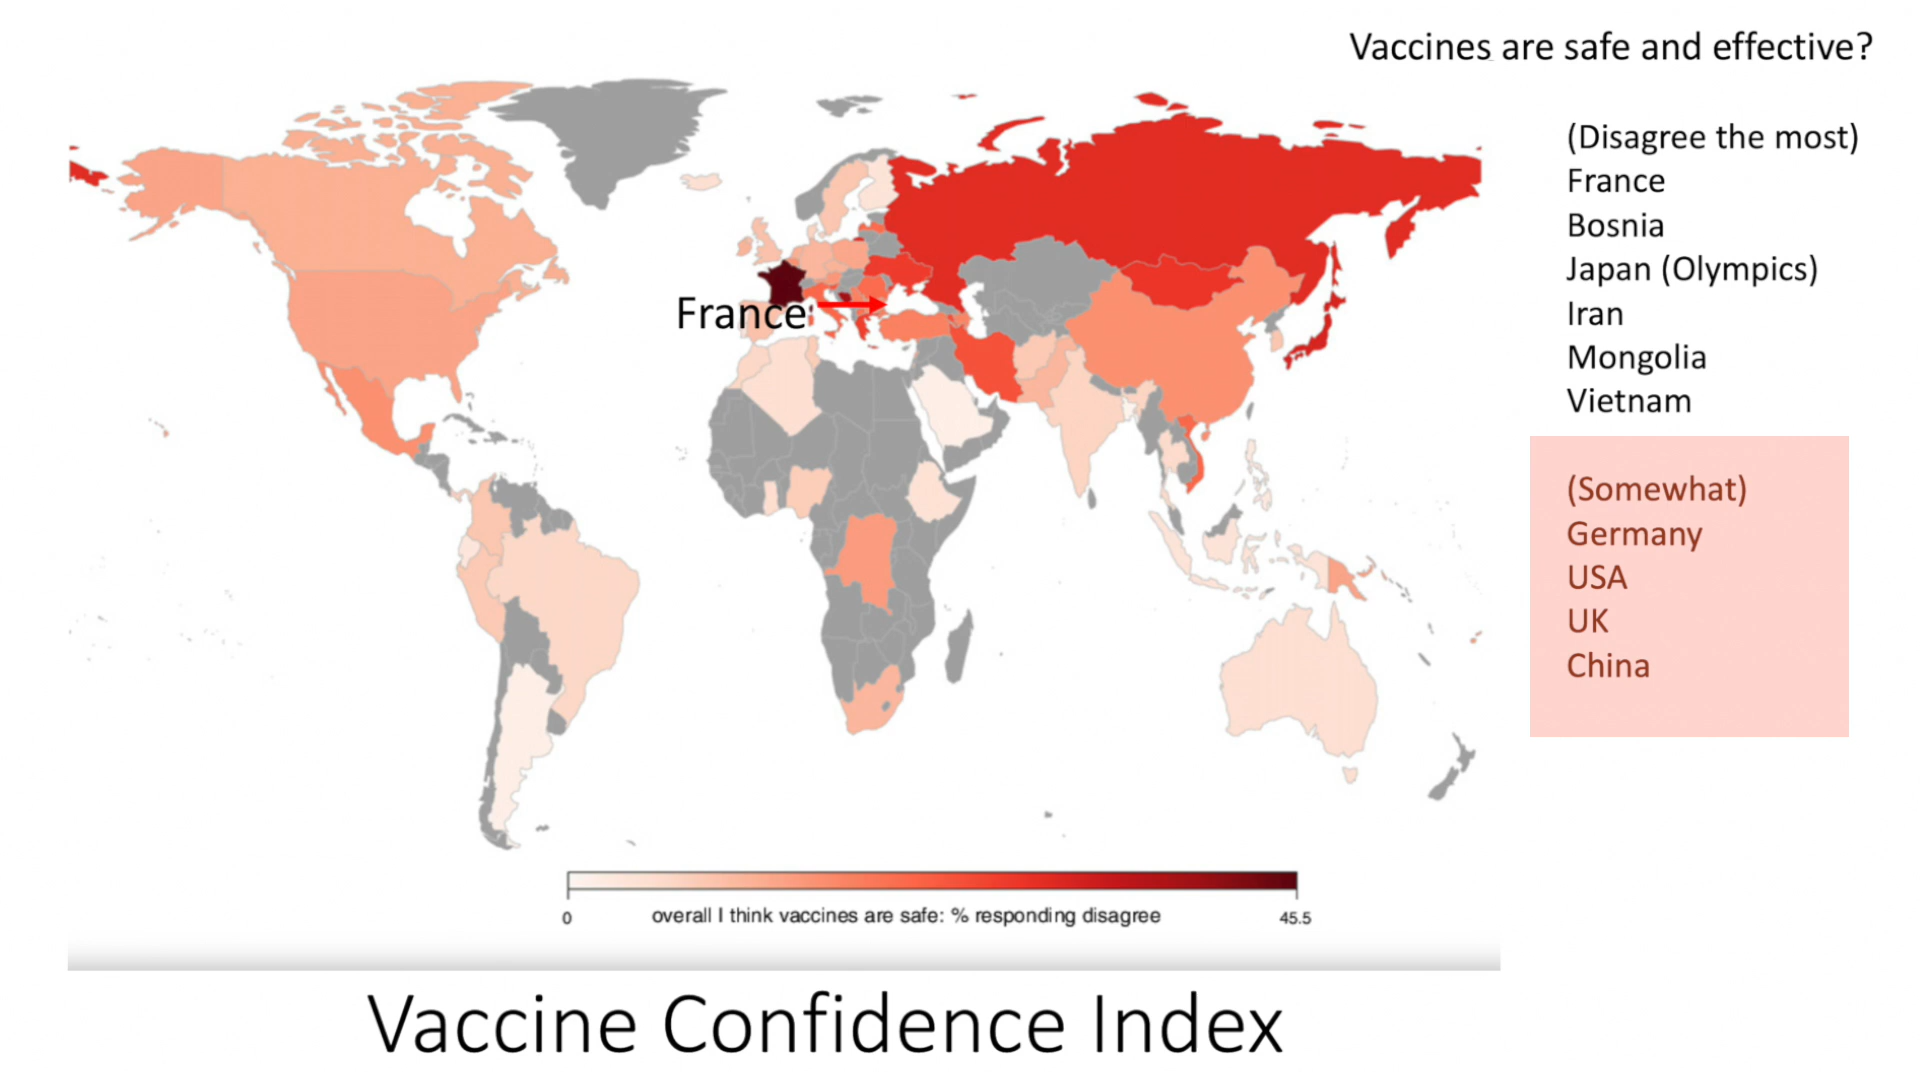 Vaccines are safe and effective?
(Disagree the most)
France
Bosnia
Japan (Olympics)
Iran
Mongolia
Vietnam
(Somewhat)
Germany
USA
UK
China
France
0
overall I think vaccines are safe: % responding disagree
45.5
Vaccine Confidence Index